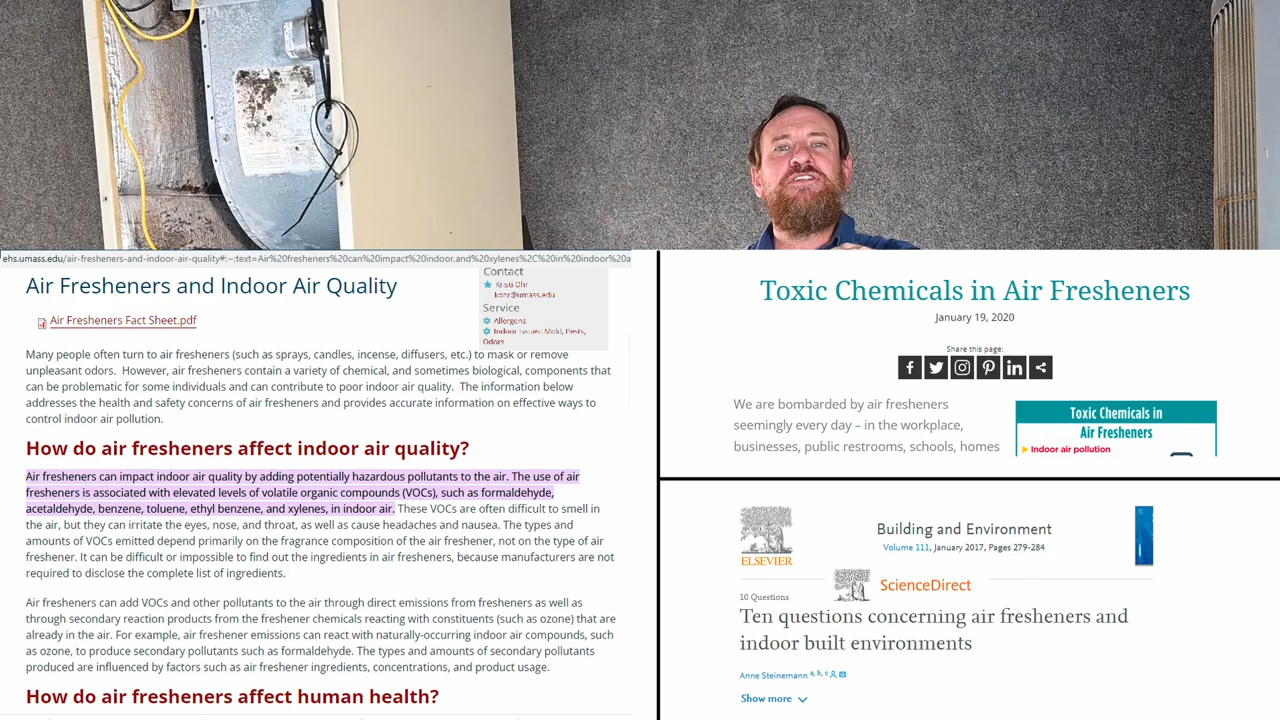 ehs.umass.edu/air-fresheners-and-indoor-air-quality#:~:text=Air%20fresheners%20can%20impact%20indoor,and%20xylenes%2C%20in%20indoor%20a
Air Fresheners and Indoor Air Quality
Air Fresheners Fact Sheet.pdf
Contact
Kristi Ohr
kohr@umass.edu
Service
Allergens
Indoor Issues: Mold, Pests,
Odors
Many people often turn to air fresheners (such as sprays, candles, incense, diffusers, etc.) to mask or remove
unpleasant odors. However, air fresheners contain a variety of chemical, and sometimes biological, components that
can be problematic for some individuals and can contribute to poor indoor air quality. The information below
addresses the health and safety concerns of air fresheners and provides accurate information on effective ways to
control indoor air pollution.
How do air fresheners affect indoor air quality?
Air fresheners can impact indoor air quality by adding potentially hazardous pollutants to the air. The use of air
fresheners is associated with elevated levels of volatile organic compounds (VOCs), such as formaldehyde,
acetaldehyde, benzene, toluene, ethyl benzene, and xylenes, in indoor air. These VOCs are often difficult to smell in
the air, but they can irritate the eyes, nose, and throat, as well as cause headaches and nausea. The types and
amounts of VOCs emitted depend primarily on the fragrance composition of the air freshener, not on the type of air
freshener. It can be difficult or impossible to find out the ingredients in air fresheners, because manufacturers are not
required to disclose the complete list of ingredients.
Air fresheners can add VOCs and other pollutants to the air through direct emissions from fresheners as well as
through secondary reaction products from the freshener chemicals reacting with constituents (such as ozone) that are
already in the air. For example, air freshener emissions can react with naturally-occurring indoor air compounds, such
as ozone, to produce secondary pollutants such as formaldehyde. The types and amounts of secondary pollutants
produced are influenced by factors such as air freshener ingredients, concentrations, and product usage.
How do air fresheners affect human health?
Toxic Chemicals in Air Fresheners
January 19, 2020
Share this page:
We are bombarded by air fresheners
seemingly every day – in the workplace,
businesses, public restrooms, schools, homes
Toxic Chemicals in
Air Fresheners
Indoor air pollution
ELSEVIER
Building and Environment
Volume 111, January 2017, Pages 279-284
ScienceDirect
10 Questions
Ten questions concerning air fresheners and
indoor built environments
Anne Steinemann a, b, c
Show more